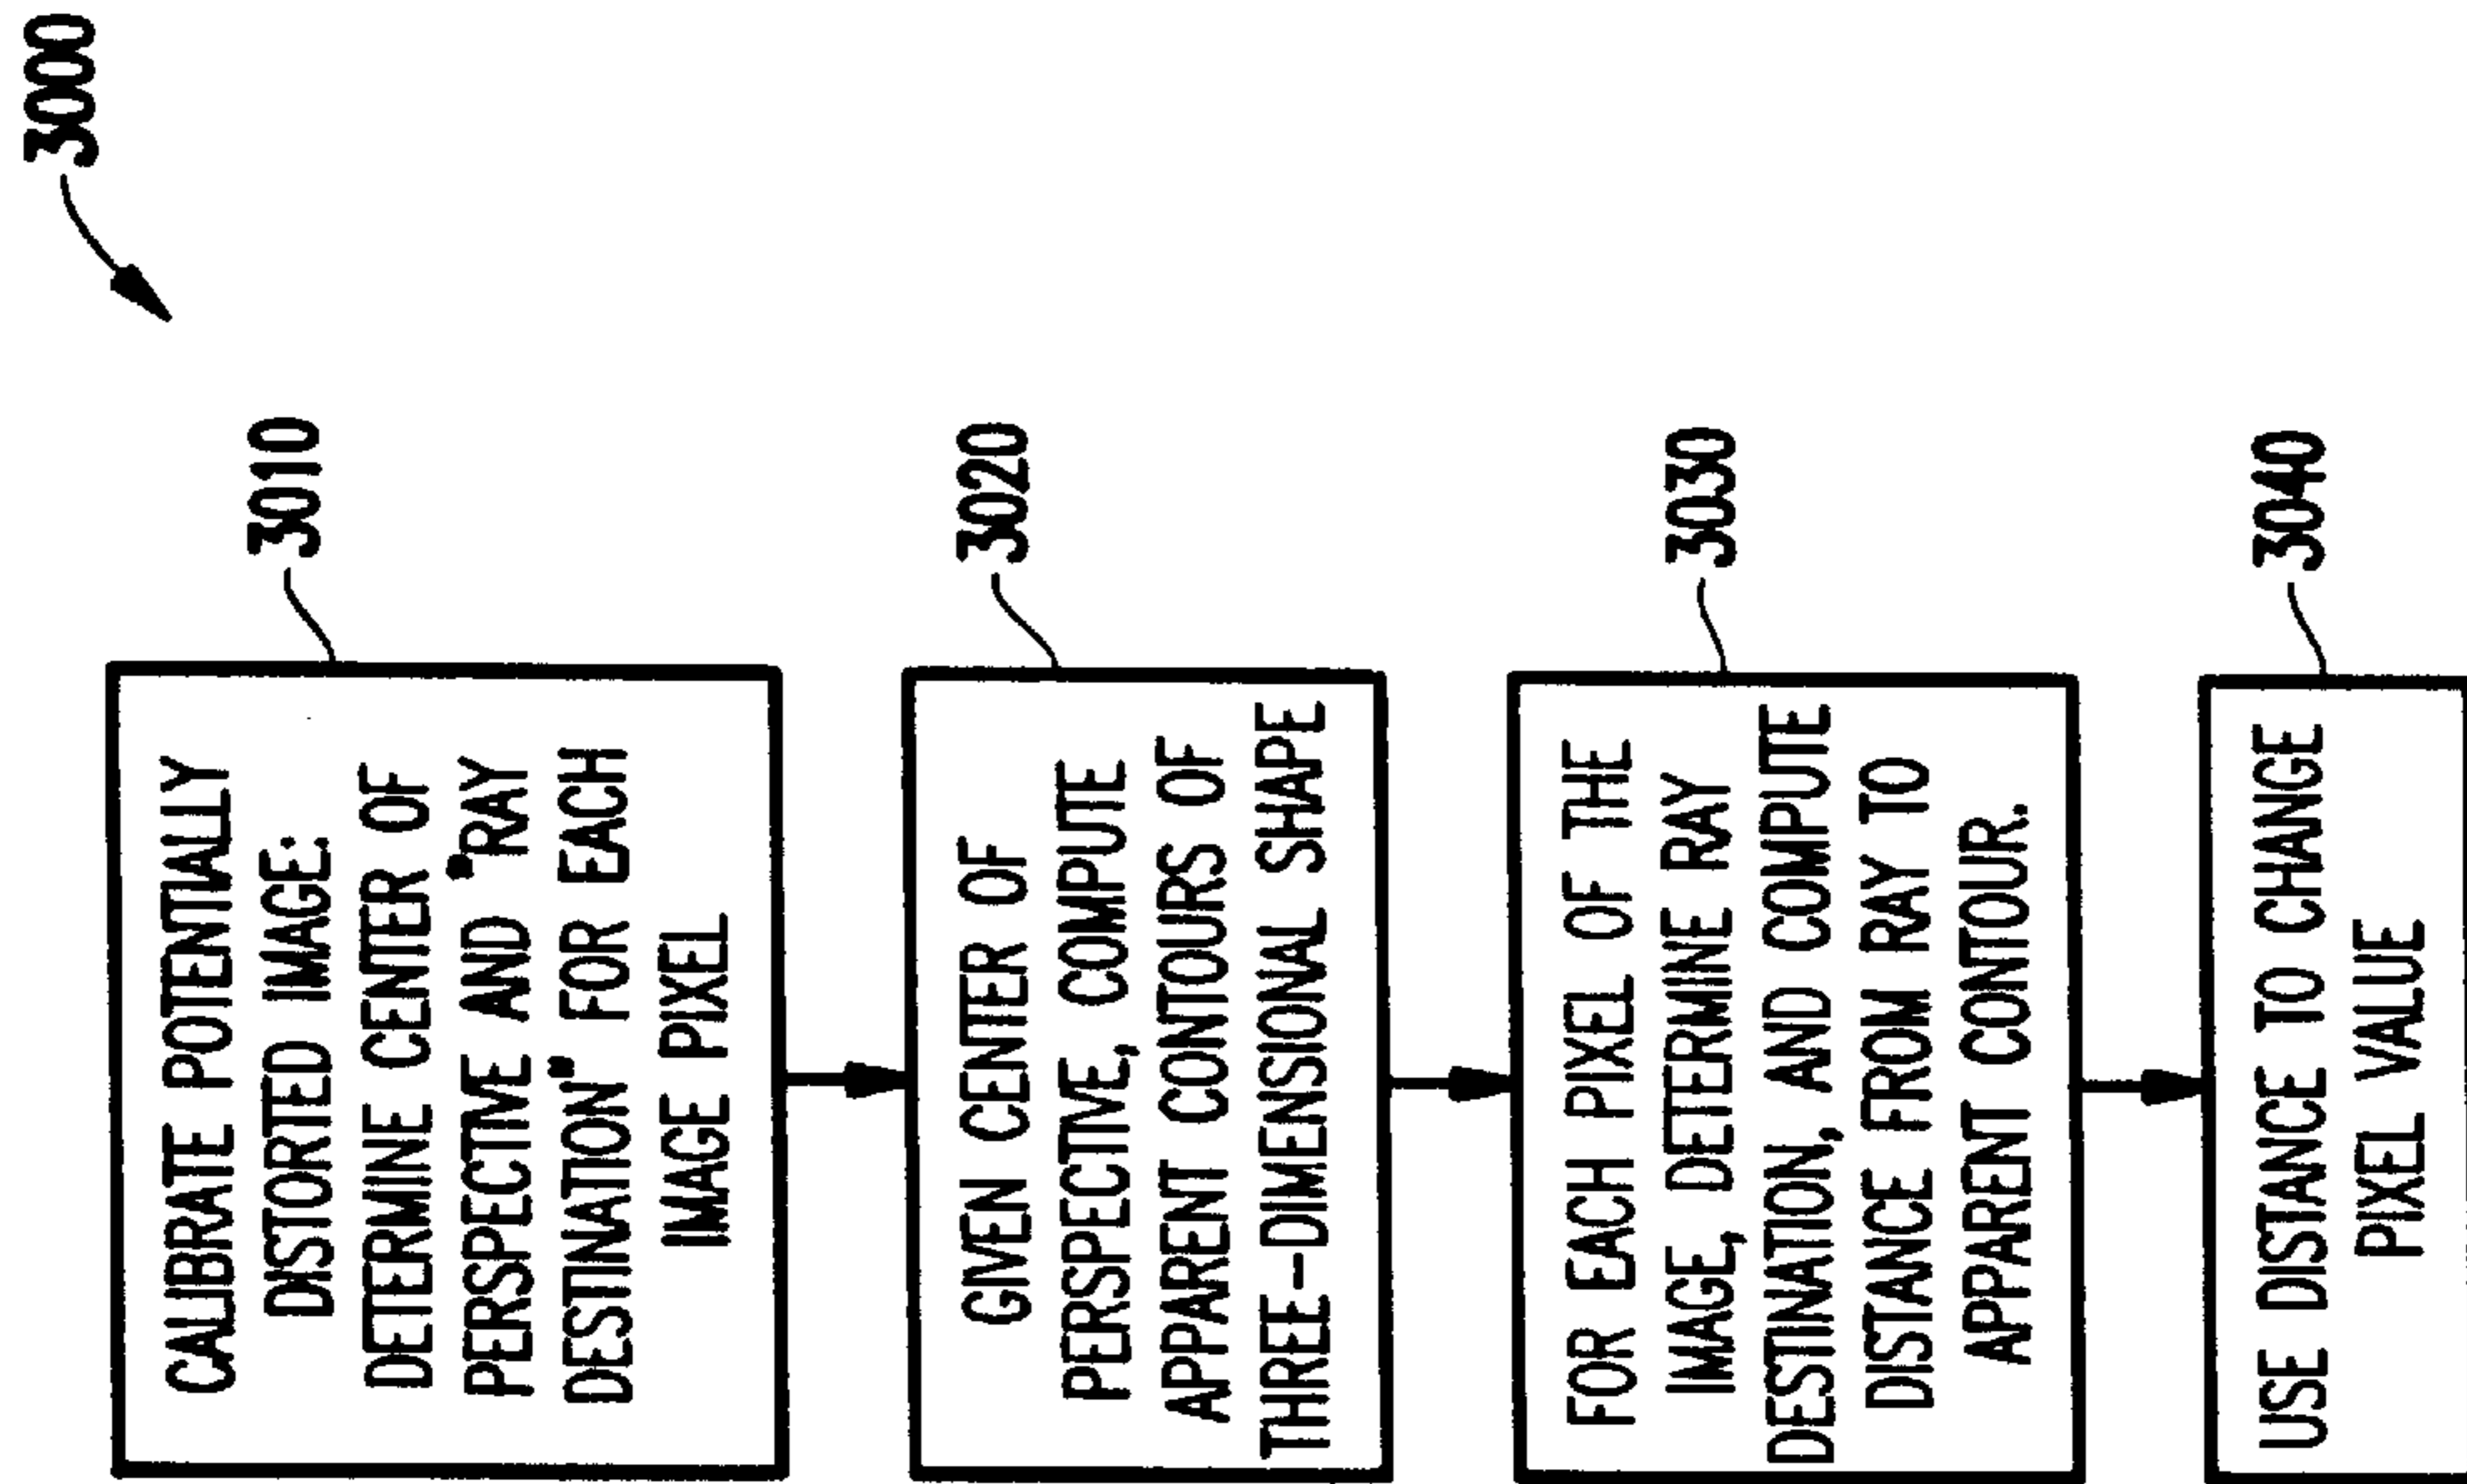 3000
CALIBRATE POTENTIALLY
DISTORTED IMAGE:
DETERMINE CENTER OF
PERSPECTIVE AND "RAY
DESTINATION" FOR EACH
IMAGE PIXEL
3010
GIVEN CENTER OF
PERSPECTIVE, COMPUTE
APPARENT CONTOURS OF
THREE-DIMENSIONAL SHAPE
3020
FOR EACH PIXEL OF THE
IMAGE, DETERMINE RAY
DESTINATION, AND COMPUTE
DISTANCE FROM RAY TO
APPARENT CONTOUR.
3030
USE DISTANCE TO CHANGE
PIXEL VALUE
3040